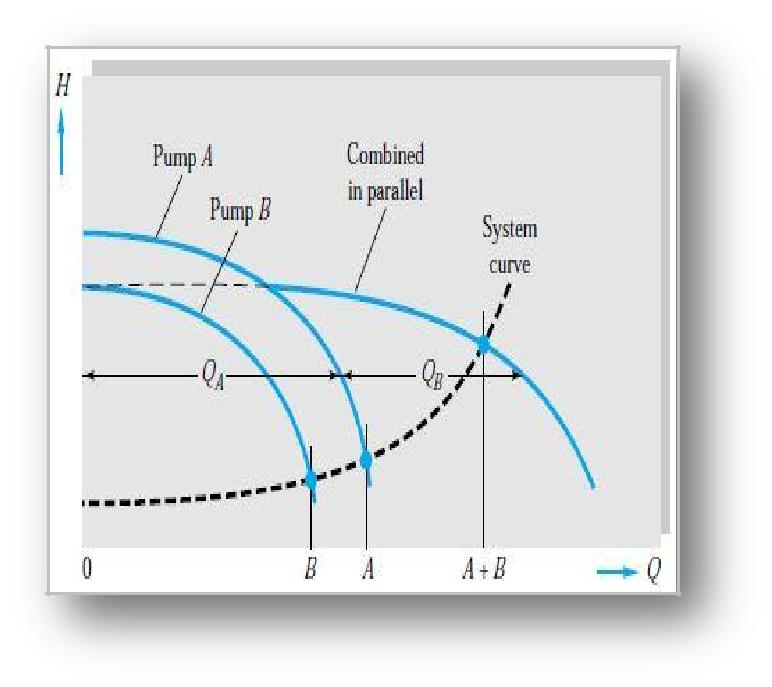 H
Pump A
Combined
in parallel
Pump B
System
curve
Q_A
Q_B
0
B
A
A + B
Q